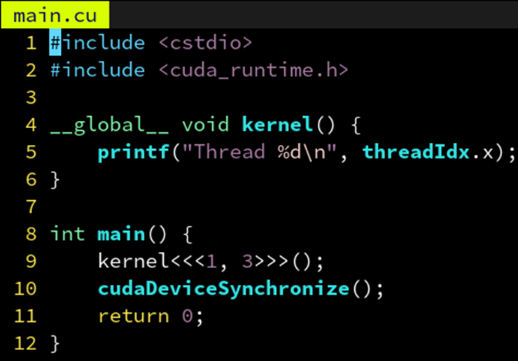 main.cu
1 #include <cstdio>
2 #include <cuda_runtime.h>
3
4 __global__ void kernel() {
5     printf("Thread %d\n", threadIdx.x);
6 }
7
8 int main() {
9     kernel<<<1, 3>>>();
10     cudaDeviceSynchronize();
11     return 0;
12 }